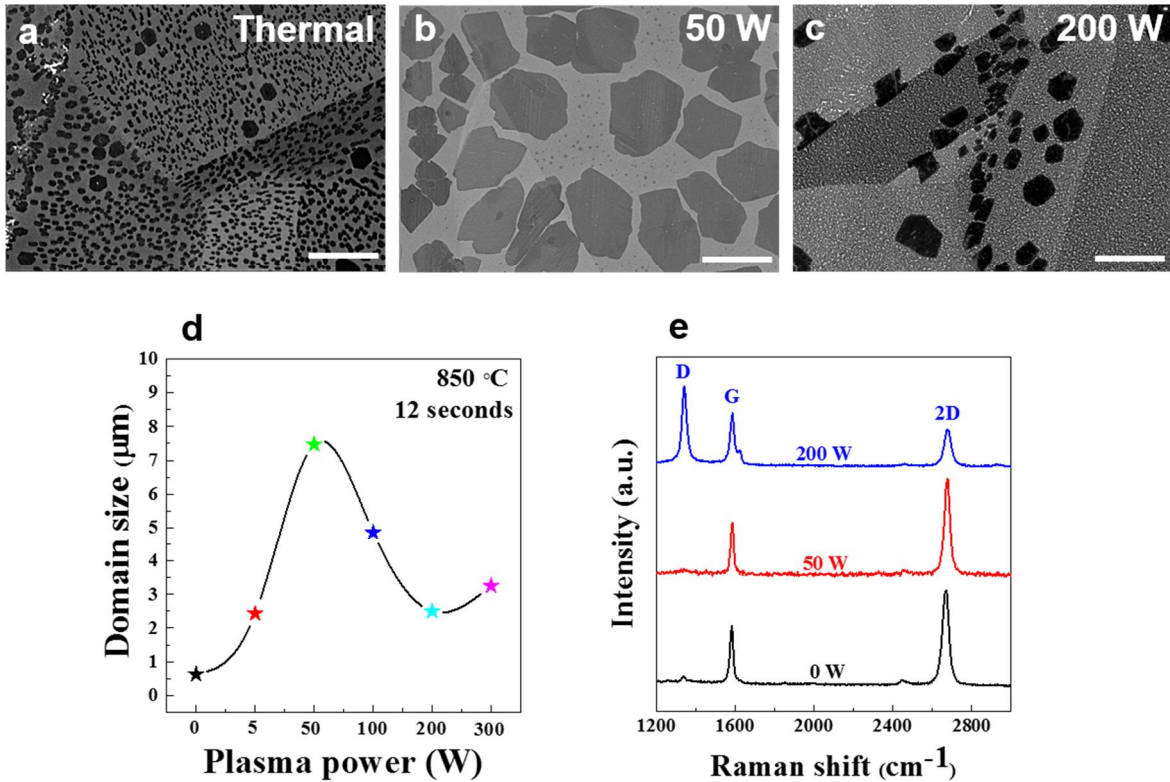 a
Thermal
b
50 W
c
200 W
d
10
9
8
7
6
5
4
3
2
1
0
Domain size (μm)
850 °C
12 seconds
0 5 50 100 200 300
Plasma power (W)
e
Intensity (a.u.)
D
G
2D
200 W
50 W
0 W
1200 1600 2000 2400 2800
Raman shift (cm-1)